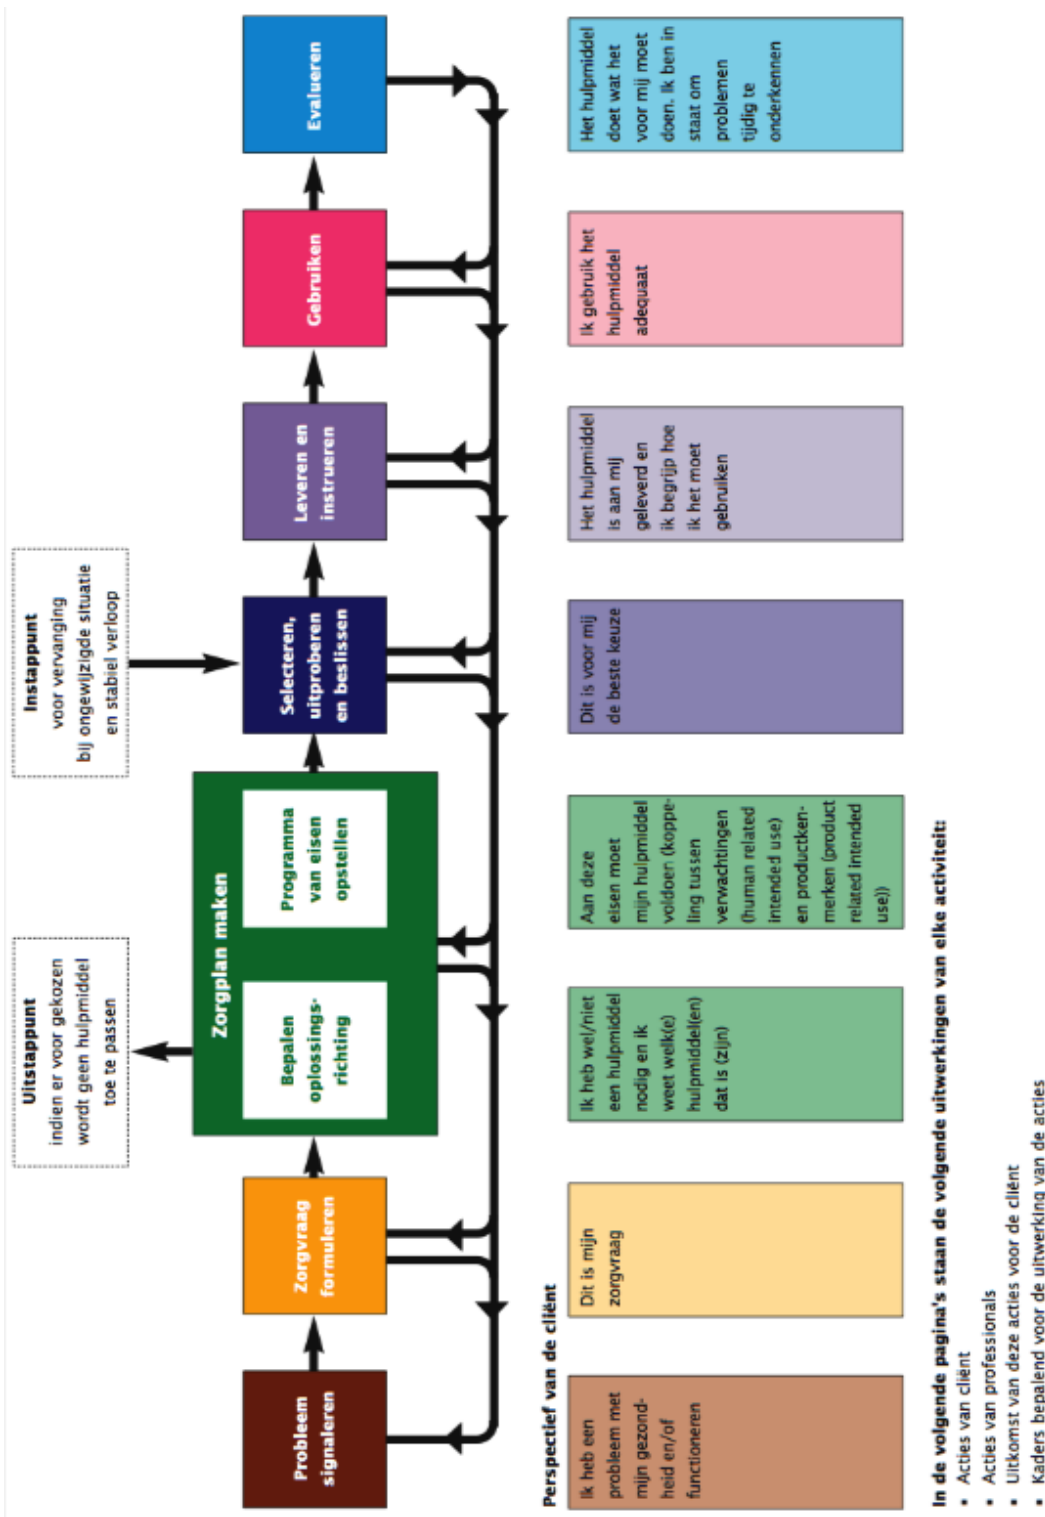 Uitstappunt
indien er voor gekozen
wordt geen hulpmiddel
toe te passen
Instappunt
voor vervanging
bij ongewijzigde situatie
en stabiel verloop
Probleem
signaleren
Zorgvraag
formuleren
Zorgplan maken
Bepalen
oplossings-
richting
Programma
van eisen
opstellen
Selecteren,
uitproberen
en beslissen
Leveren en
instrueren
Gebruiken
Evalueren
Perspectief van de cliënt
Ik heb een
probleem met
mijn gezond-
heid en/of
functioneren
Dit is mijn
zorgvraag
Ik heb wel/niet
een hulpmiddel
nodig en ik
weet welk(e)
hulpmiddel(en)
dat is (zijn)
Aan deze
eisen moet
mijn hulpmiddel
voldoen (koppe-
ling tussen
verwachtingen
(human related
intended use)
en productken-
merken (product
related intended
use))
Dit is voor mij
de beste keuze
Het hulpmiddel
is aan mij
geleverd en
ik begrijp hoe
ik het moet
gebruiken
Ik gebruik het
hulpmiddel
adequaat
Het hulpmiddel
doet wat het
voor mij moet
doen. Ik ben in
staat om
problemen
tijdig te
onderkennen
In de volgende pagina's staan de volgende uitwerkingen van elke activiteit:
• Acties van cliënt
• Acties van professionals
• Uitkomst van deze acties voor de cliënt
• Kaders bepalend voor de uitwerking van de acties